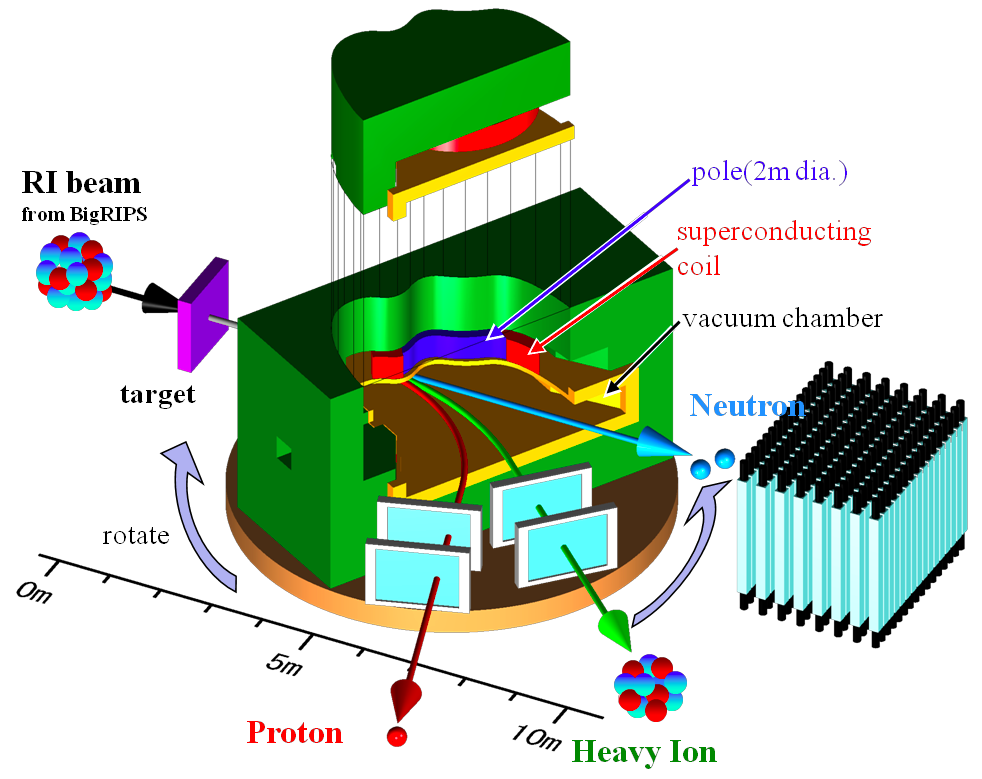 RI beam
from BigRIPS
target
pole(2m dia.)
superconducting
coil
vacuum chamber
Neutron
rotate
0m
5m
10m
Proton
Heavy Ion